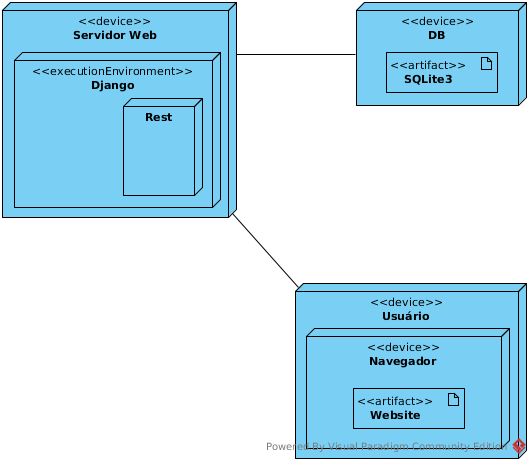 <<device>>
Servidor Web
<<executionEnvironment>>
Django
Rest
<<device>>
DB
<<artifact>>
SQLite3
<<device>>
Usuário
<<device>>
Navegador
<<artifact>>
Website
Powered By Visual Paradigm Community Edition